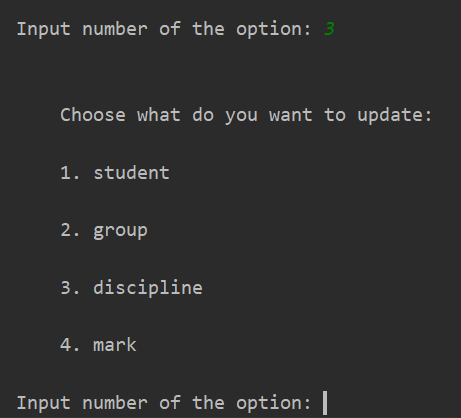 Input number of the option: 3
Choose what do you want to update:
1. student
2. group
3. discipline
4. mark
Input number of the option: